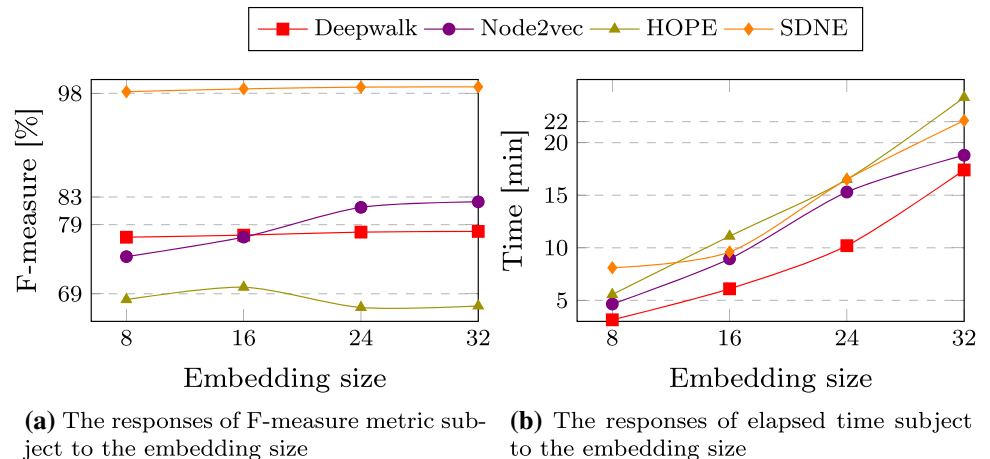 Deepwalk Node2vec HOPE SDNE
F-measure [%]
98
83
79
69
8 16 24 32
Embedding size
(a) The responses of F-measure metric sub-
ject to the embedding size
Time [min]
22
20
15
10
5
8 16 24 32
Embedding size
(b) The responses of elapsed time subject
to the embedding size